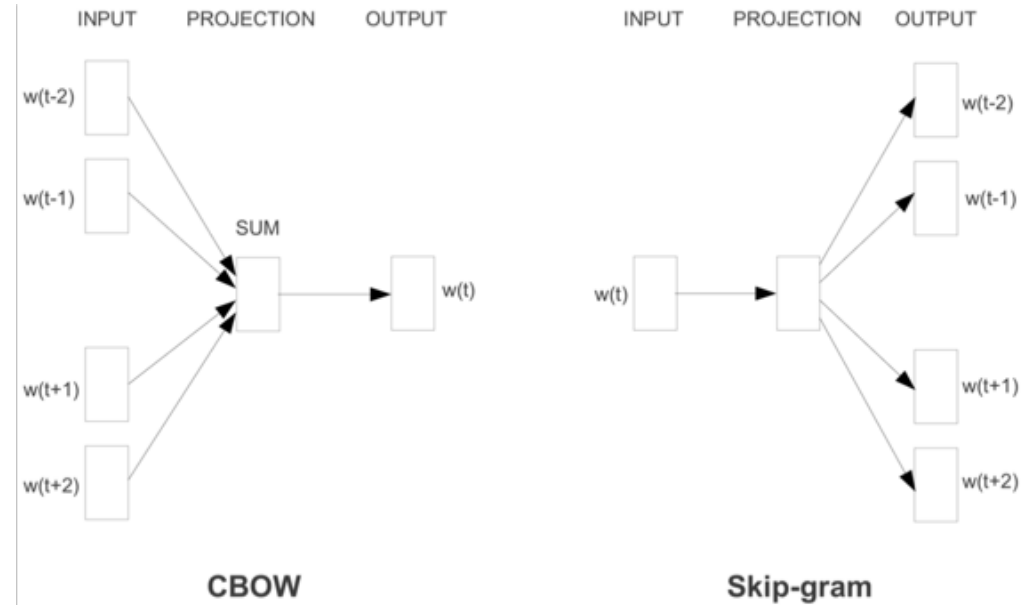 INPUT PROJECTION OUTPUT
w(t-2)
w(t-1)
SUM
w(t)
w(t+1)
w(t+2)
CBOW
INPUT PROJECTION OUTPUT
w(t-2)
w(t-1)
w(t)
w(t+1)
w(t+2)
Skip-gram